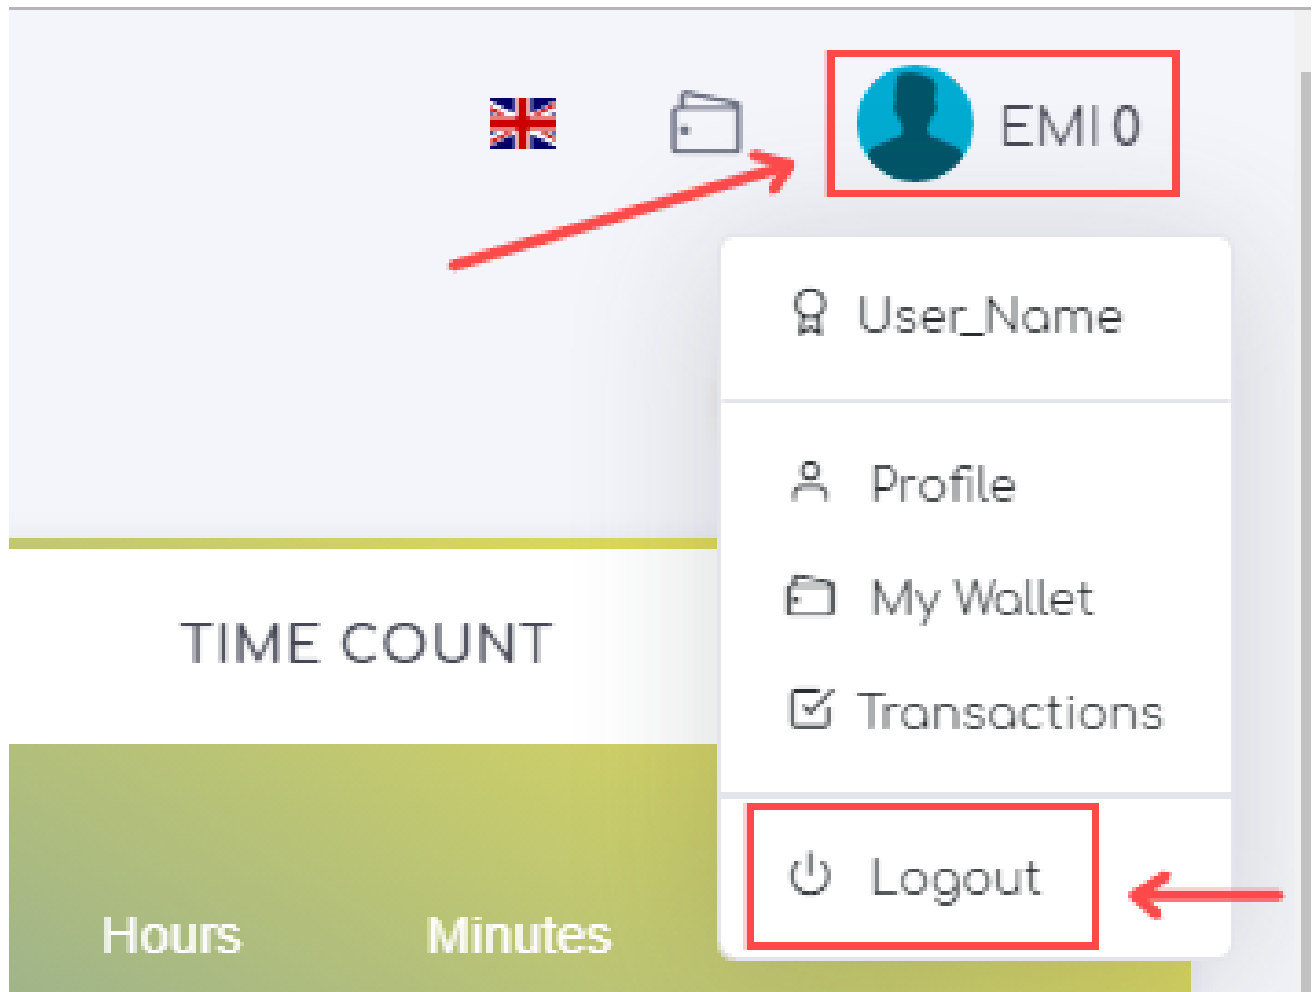 EMI 0
User_Name
Profile
My Wallet
TIME COUNT
Transactions
Logout
Hours Minutes